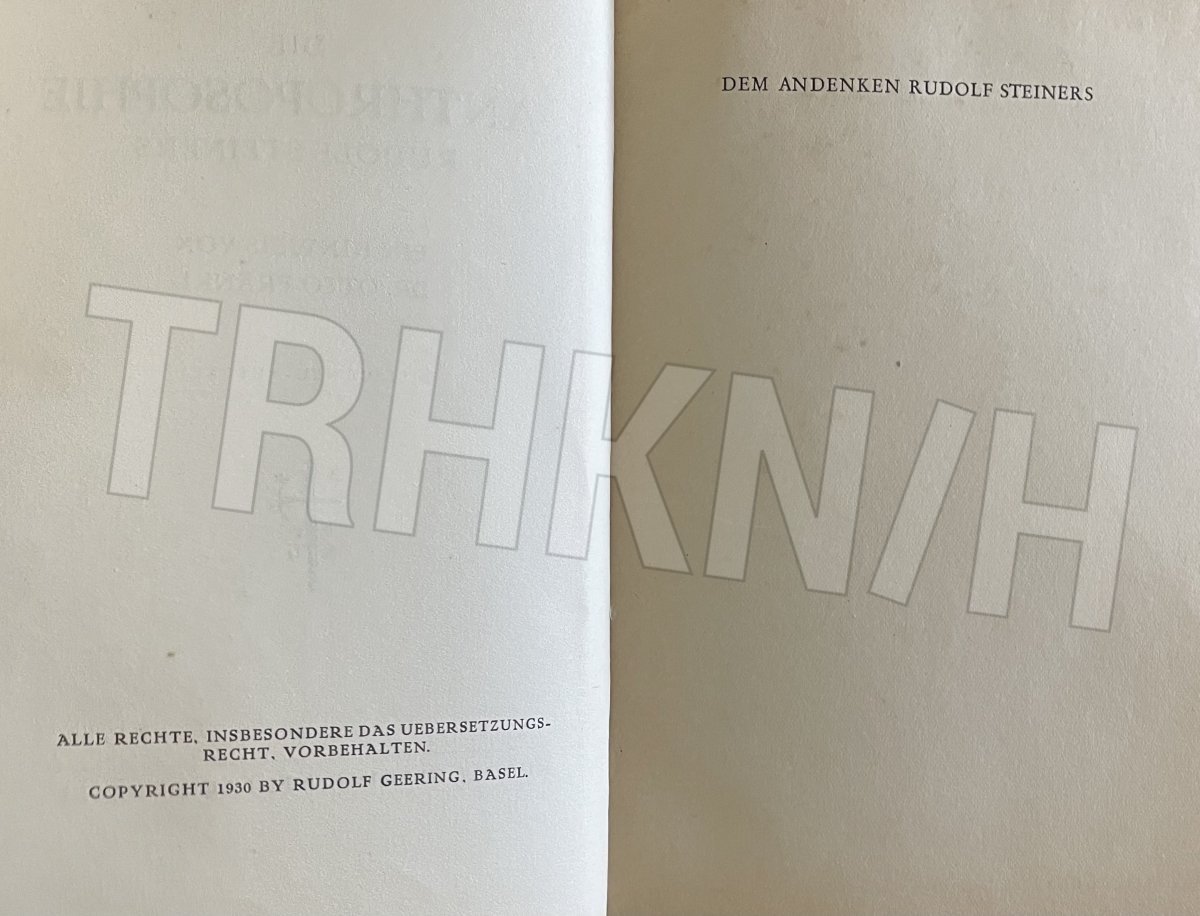 ALLE RECHTE, INSBESONDERE DAS UEBERSETZUNGS-
RECHT, VORBEHALTEN.
COPYRIGHT 1930 BY RUDOLF GEERING, BASEL.
DEM ANDENKEN RUDOLF STEINERS
TRHKN/H